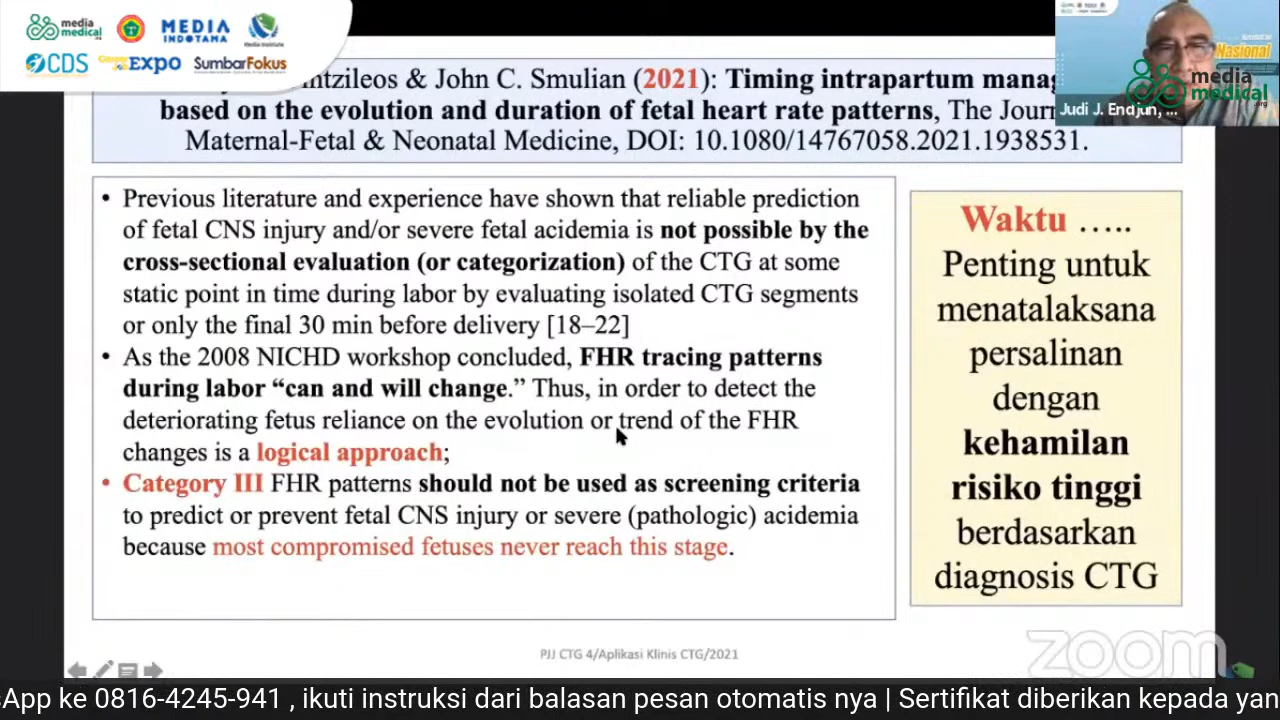 media
medical.org
MEDIA
INDOTAMA
Media Institute
CDS
EXPO
SumbarFokus
Nasional
media
medical.org
Judi J. Endjun, ...
& John C. Smulian (2021): Timing intrapartum
based on the evolution and duration of fetal heart rate patterns, The
Maternal-Fetal & Neonatal Medicine, DOI: 10.1080/14767058.2021.1938531.
• Previous literature and experience have shown that reliable prediction
of fetal CNS injury and/or severe fetal acidemia is not possible by the
cross-sectional evaluation (or categorization) of the CTG at some
static point in time during labor by evaluating isolated CTG segments
or only the final 30 min before delivery [18–22]
• As the 2008 NICHD workshop concluded, FHR tracing patterns
during labor “can and will change.” Thus, in order to detect the
deteriorating fetus reliance on the evolution or trend of the FHR
changes is a logical approach;
• Category III FHR patterns should not be used as screening criteria
to predict or prevent fetal CNS injury or severe (pathologic) acidemia
because most compromised fetuses never reach this stage.
Waktu …..
Penting untuk
menatalaksana
persalinan
dengan
kehamilan
risiko tinggi
berdasarkan
diagnosis CTG
PJJ CTG 4/Aplikasi Klinis CTG/2021
zoom
sApp ke 0816-4245-941 , ikuti instruksi dari balasan pesan otomatis nya | Sertifikat diberikan kepada yan